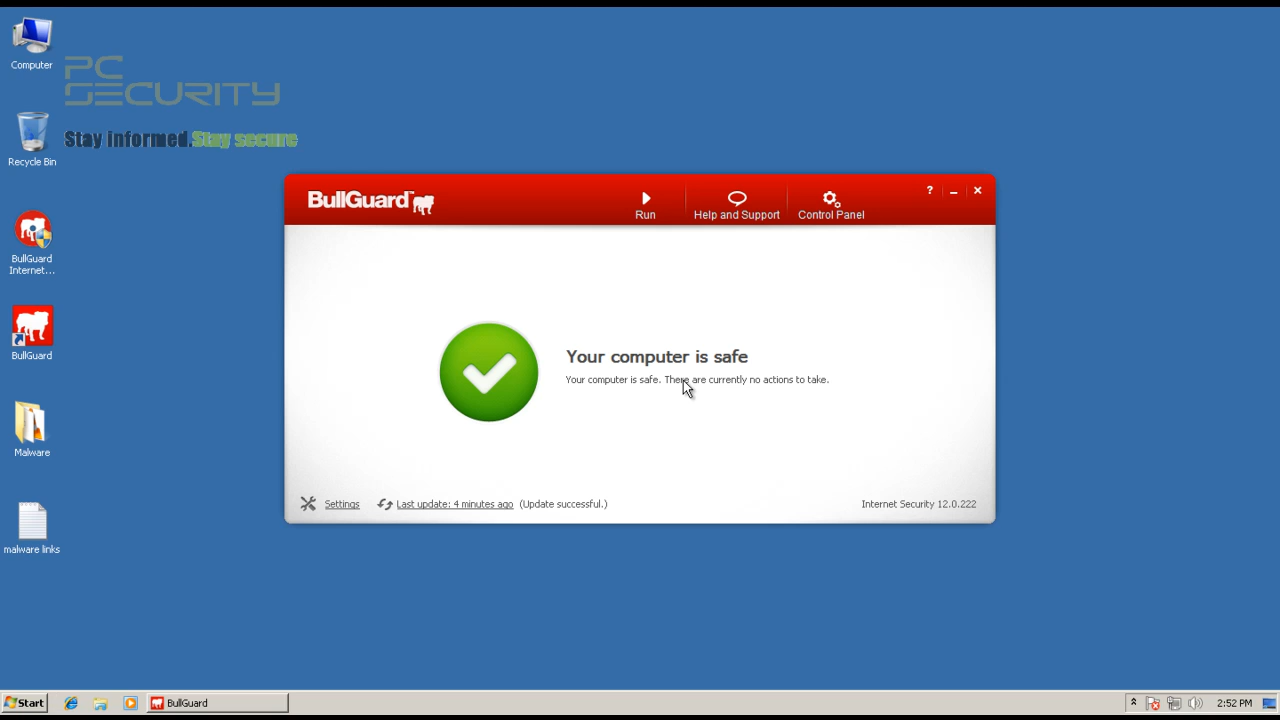 Computer
PC
SECURITY
Stay informed.Stay secure
Recycle Bin
BullGuard
Internet...
BullGuard
Malware
malware links
BullGuard™
Run
Help and Support
Control Panel
?
Your computer is safe
Your computer is safe. There are currently no actions to take.
Settings
Last update: 4 minutes ago (Update successful.)
Internet Security 12.0.222
Start
BullGuard
2:52 PM